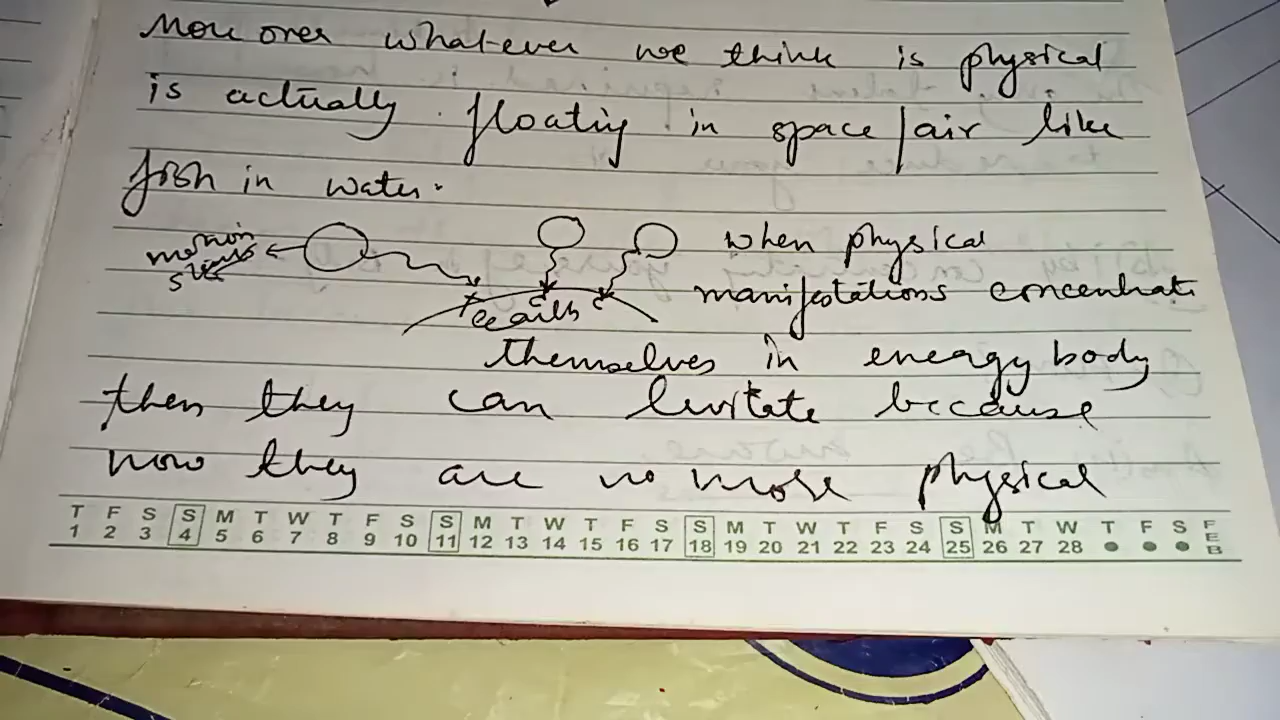 More over whatever we think is physical
is actually floating in space/air like
fish in water.
when physical
earth
manifestations concentrate
themselves in energy body
then they can levitate because
now they are no more physical
T F S S M T W T F S S M T W T F S S M T W T F S S M T W T F S FEB
1 2 3 4 5 6 7 8 9 10 11 12 13 14 15 16 17 18 19 20 21 22 23 24 25 26 27 28